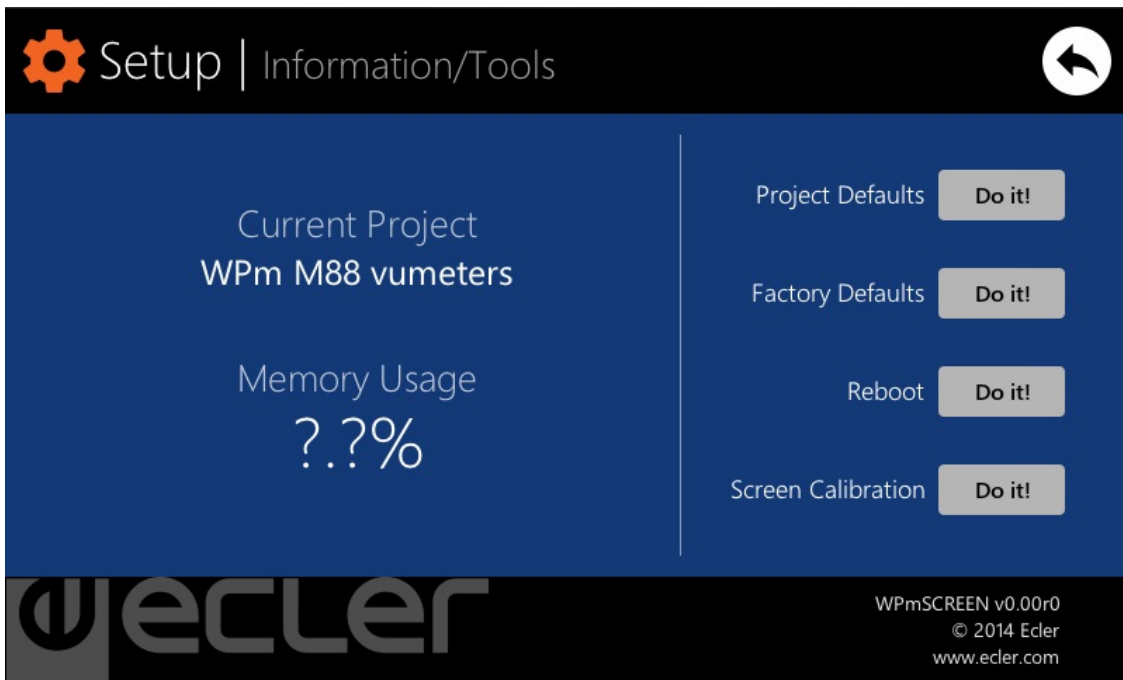 Setup | Information/Tools
Current Project
WPm M88 vumeters
Memory Usage
?.?%
Project Defaults Do it!
Factory Defaults Do it!
Reboot Do it!
Screen Calibration Do it!
ecler
WPmSCREEN v0.00r0
© 2014 Ecler
www.ecler.com